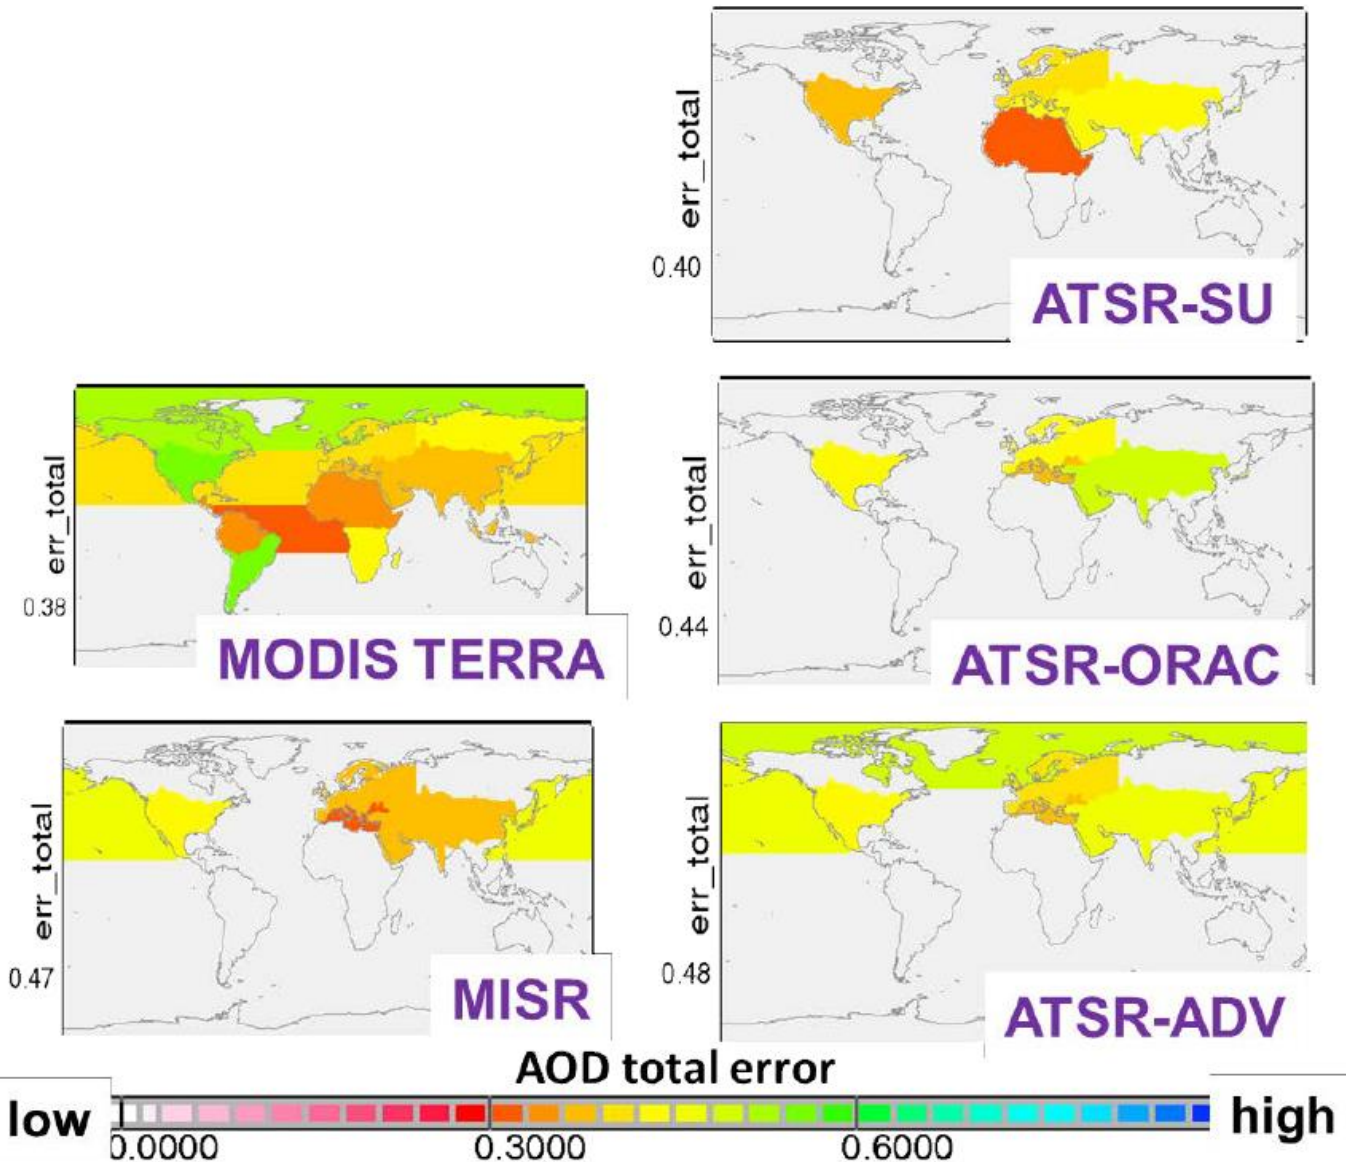 err_total
0.40
ATSR-SU
err_total
0.38
MODIS TERRA
err_total
0.44
ATSR-ORAC
err_total
0.47
MISR
err_total
0.48
ATSR-ADV
AOD total error
low
high
0.0000
0.3000
0.6000